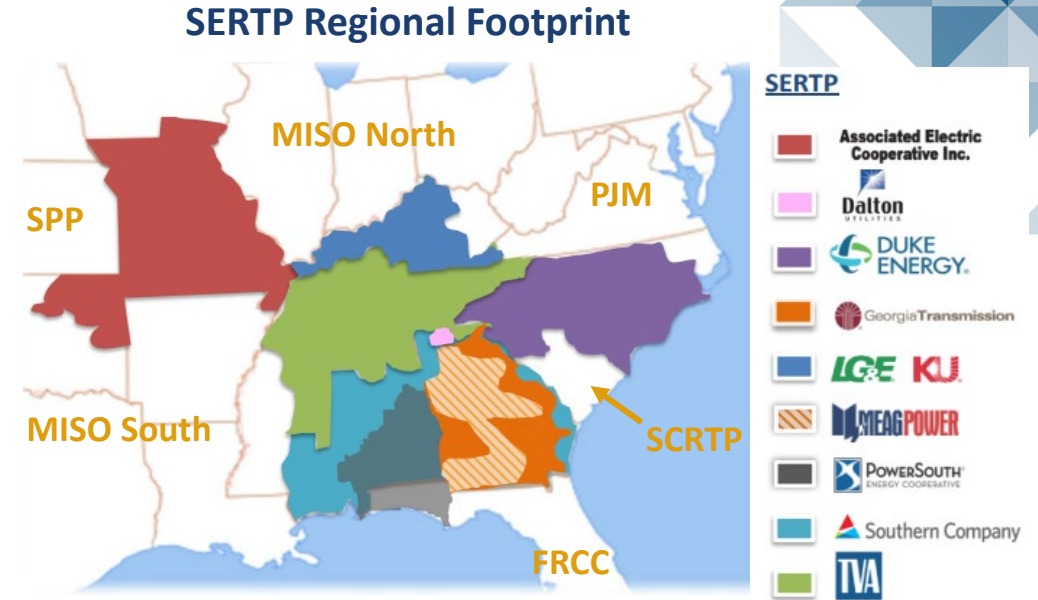 SERTP Regional Footprint
MISO North
PJM
SPP
MISO South
SCRTP
FRCC
SERTP
Associated Electric
Cooperative Inc.
Dalton
UTILITIES
DUKE
ENERGY®
GeorgiaTransmission
LG&E KU
MEAGPOWER
POWERSOUTH
ENERGY COOPERATIVE
Southern Company
TVA